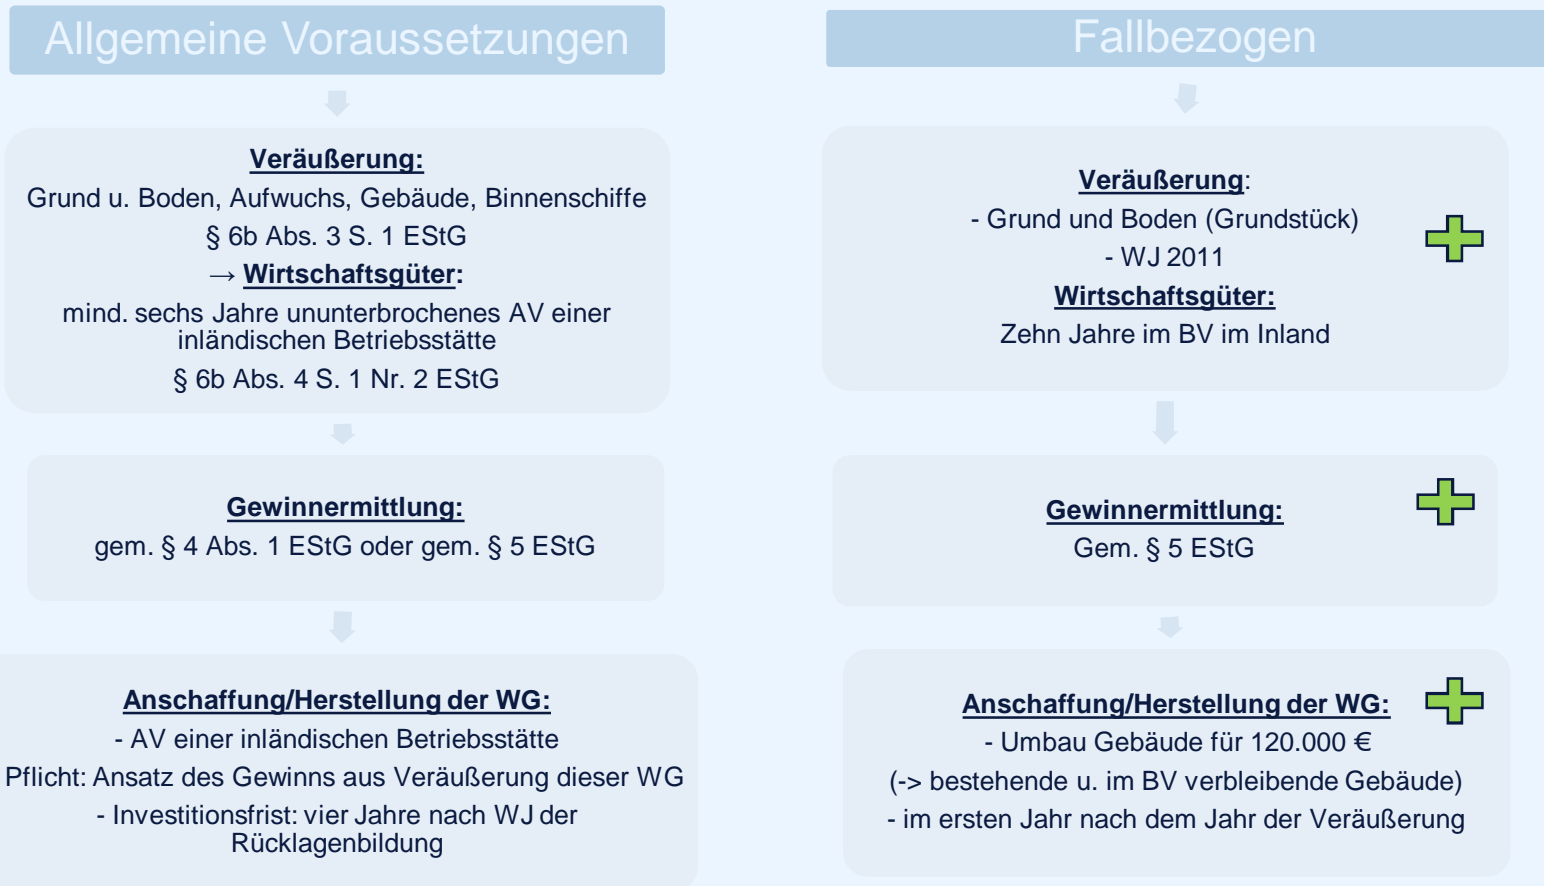 Allgemeine Voraussetzungen
Veräußerung:
Grund u. Boden, Aufwuchs, Gebäude, Binnenschiffe
§ 6b Abs. 3 S. 1 EStG
→ Wirtschaftsgüter:
mind. sechs Jahre ununterbrochenes AV einer
inländischen Betriebsstätte
§ 6b Abs. 4 S. 1 Nr. 2 EStG
Gewinnermittlung:
gem. § 4 Abs. 1 EStG oder gem. § 5 EStG
Anschaffung/Herstellung der WG:
- AV einer inländischen Betriebsstätte
Pflicht: Ansatz des Gewinns aus Veräußerung dieser WG
- Investitionsfrist: vier Jahre nach WJ der
Rücklagenbildung
Fallbezogen
Veräußerung:
- Grund und Boden (Grundstück)
- WJ 2011
Wirtschaftsgüter:
Zehn Jahre im BV im Inland
Gewinnermittlung:
Gem. § 5 EStG
Anschaffung/Herstellung der WG:
- Umbau Gebäude für 120.000 €
(-> bestehende u. im BV verbleibende Gebäude)
- im ersten Jahr nach dem Jahr der Veräußerung